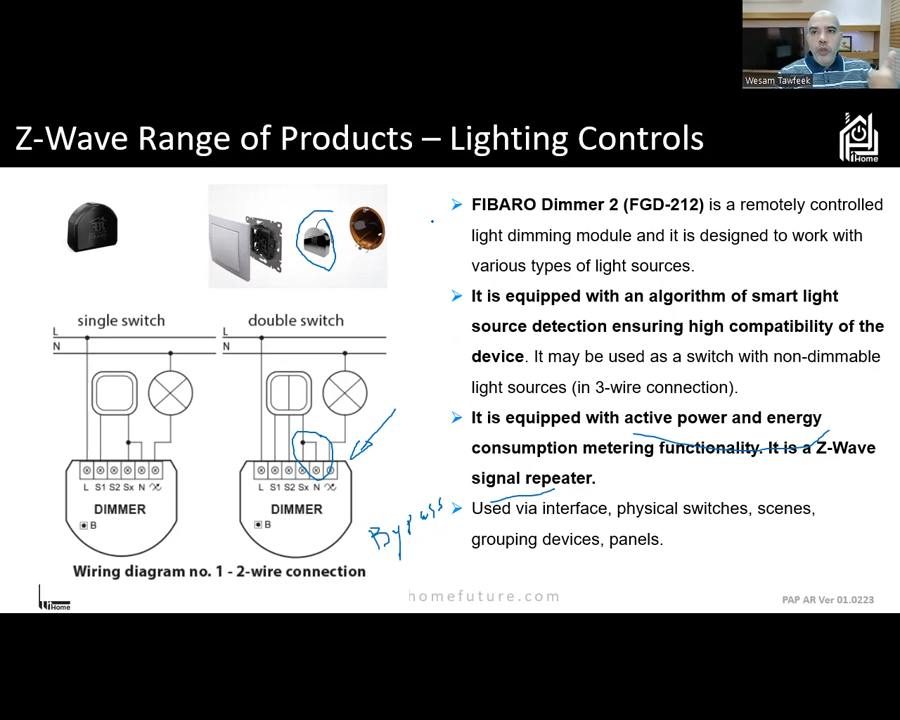 Wesam Tawfeek
Z-Wave Range of Products – Lighting Controls
iHome
FIBARO Dimmer 2 (FGD-212) is a remotely controlled
light dimming module and it is designed to work with
various types of light sources.
It is equipped with an algorithm of smart light
source detection ensuring high compatibility of the
device. It may be used as a switch with non-dimmable
light sources (in 3-wire connection).
It is equipped with active power and energy
consumption metering functionality. It is a Z-Wave
signal repeater.
Used via interface, physical switches, scenes,
grouping devices, panels.
single switch
L
N
L S1 S2 Sx N
DIMMER
B
double switch
L
N
L S1 S2 Sx N
DIMMER
B
Bypass
Wiring diagram no. 1 - 2-wire connection
iHome
homefuture.com
PAP AR Ver 01.0223